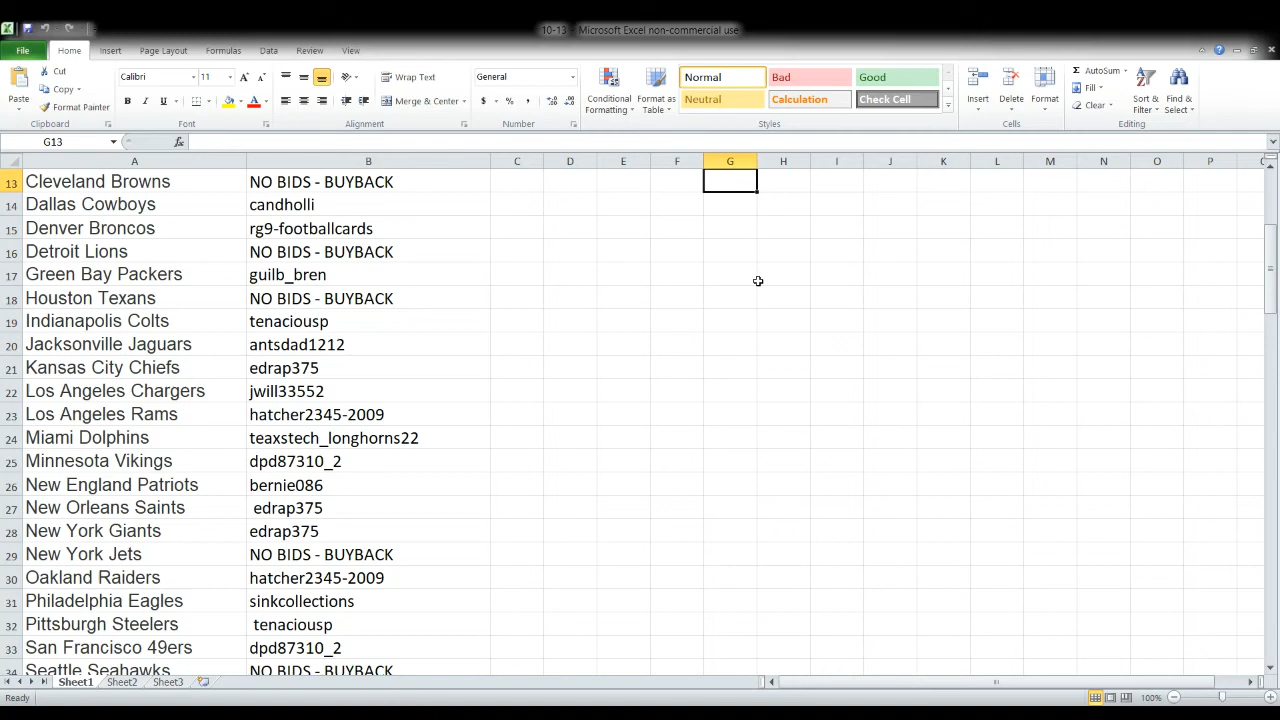 10-13 - Microsoft Excel non-commercial use
File Home Insert Page Layout Formulas Data Review View
Cut
Copy
Format Painter
Paste
Clipboard
Calibri 11
B I U
Font
Wrap Text
Merge & Center
Alignment
General
$ % ,
Number
Conditional Formatting
Format as Table
Normal Bad Good
Neutral Calculation Check Cell
Styles
Insert Delete Format
Cells
AutoSum
Fill
Clear
Sort & Filter
Find & Select
Editing
G13 fx
A B C D E F G H I J K L M N O P
13 Cleveland Browns NO BIDS - BUYBACK
14 Dallas Cowboys candholli
15 Denver Broncos rg9-footballcards
16 Detroit Lions NO BIDS - BUYBACK
17 Green Bay Packers guilb_bren
18 Houston Texans NO BIDS - BUYBACK
19 Indianapolis Colts tenaciousp
20 Jacksonville Jaguars antsdad1212
21 Kansas City Chiefs edrap375
22 Los Angeles Chargers jwill33552
23 Los Angeles Rams hatcher2345-2009
24 Miami Dolphins teaxstech_longhorns22
25 Minnesota Vikings dpd87310_2
26 New England Patriots bernie086
27 New Orleans Saints edrap375
28 New York Giants edrap375
29 New York Jets NO BIDS - BUYBACK
30 Oakland Raiders hatcher2345-2009
31 Philadelphia Eagles sinkcollections
32 Pittsburgh Steelers tenaciousp
33 San Francisco 49ers dpd87310_2
34 Seattle Seahawks NO BIDS - BUYBACK
Sheet1 Sheet2 Sheet3
Ready 100%